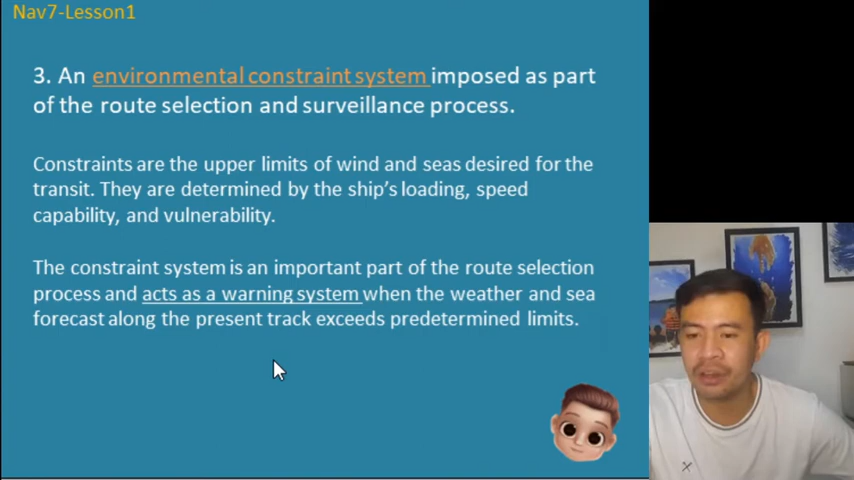 Nav7-Lesson1
3. An environmental constraint system imposed as part
of the route selection and surveillance process.
Constraints are the upper limits of wind and seas desired for the
transit. They are determined by the ship's loading, speed
capability, and vulnerability.
The constraint system is an important part of the route selection
process and acts as a warning system when the weather and sea
forecast along the present track exceeds predetermined limits.